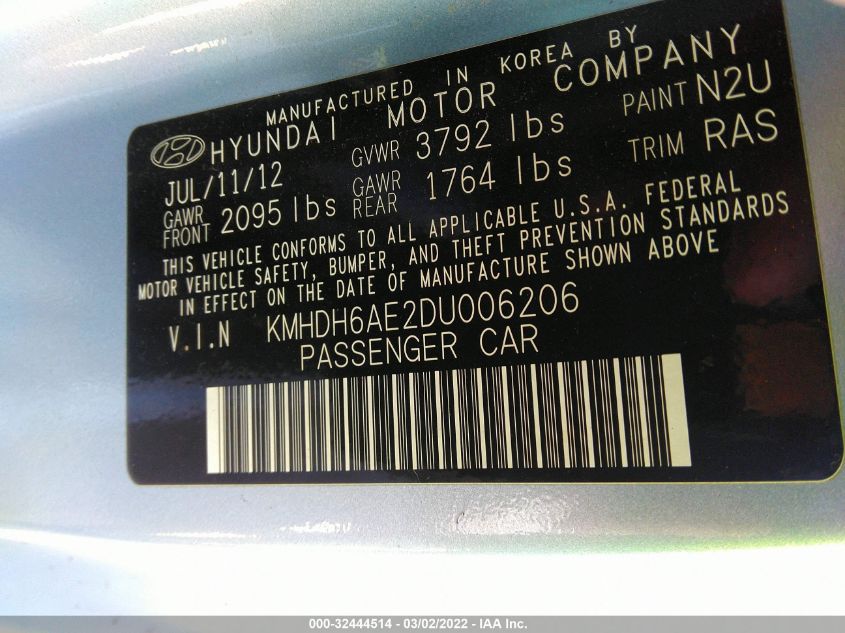 MANUFACTURED IN KOREA BY
HYUNDAI MOTOR COMPANY
JUL/11/12 GVWR 3792 lbs PAINT N2U
GAWR FRONT 2095 lbs GAWR REAR 1764 lbs TRIM RAS
THIS VEHICLE CONFORMS TO ALL APPLICABLE U.S.A. FEDERAL
MOTOR VEHICLE SAFETY, BUMPER, AND THEFT PREVENTION STANDARDS
IN EFFECT ON THE DATE OF MANUFACTURE SHOWN ABOVE
V.I.N KMHDH6AE2DU006206
PASSENGER CAR
000-32444514 - 03/02/2022 - IAA Inc.